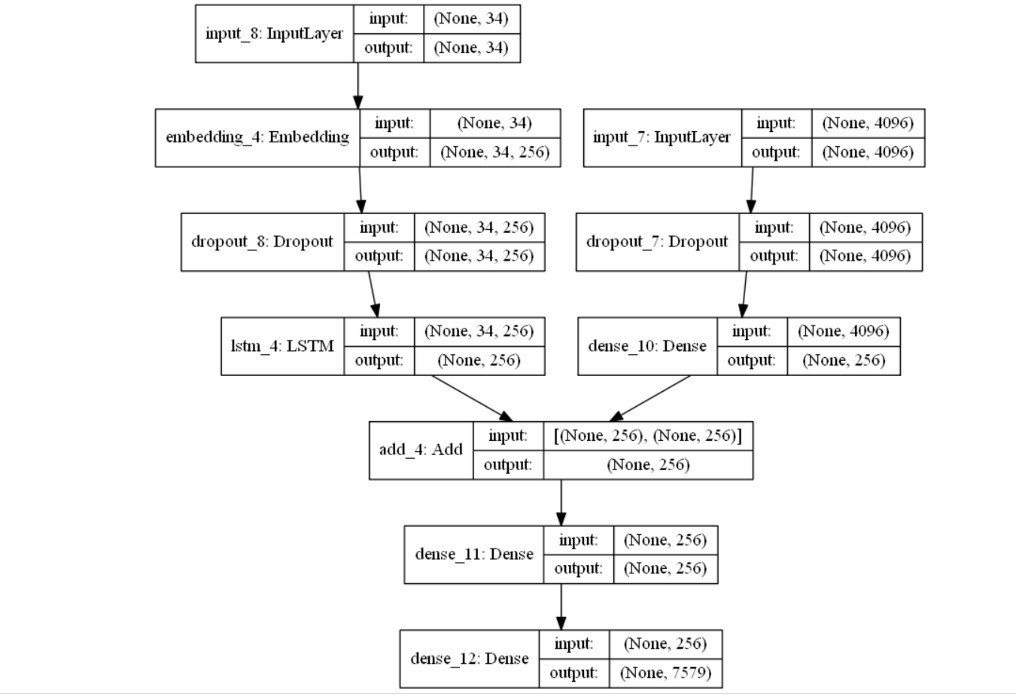 input_8: InputLayer
input: (None, 34)
output: (None, 34)
embedding_4: Embedding
input: (None, 34)
output: (None, 34, 256)
input_7: InputLayer
input: (None, 4096)
output: (None, 4096)
dropout_8: Dropout
input: (None, 34, 256)
output: (None, 34, 256)
dropout_7: Dropout
input: (None, 4096)
output: (None, 4096)
lstm_4: LSTM
input: (None, 34, 256)
output: (None, 256)
dense_10: Dense
input: (None, 4096)
output: (None, 256)
add_4: Add
input: [(None, 256), (None, 256)]
output: (None, 256)
dense_11: Dense
input: (None, 256)
output: (None, 256)
dense_12: Dense
input: (None, 256)
output: (None, 7579)